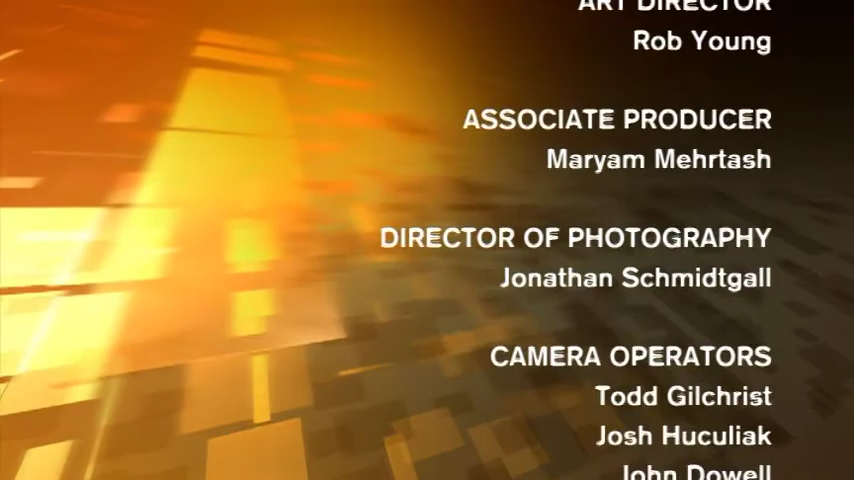 ART DIRECTOR
Rob Young
ASSOCIATE PRODUCER
Maryam Mehrtash
DIRECTOR OF PHOTOGRAPHY
Jonathan Schmidtgall
CAMERA OPERATORS
Todd Gilchrist
Josh Huculiak
John Dowell